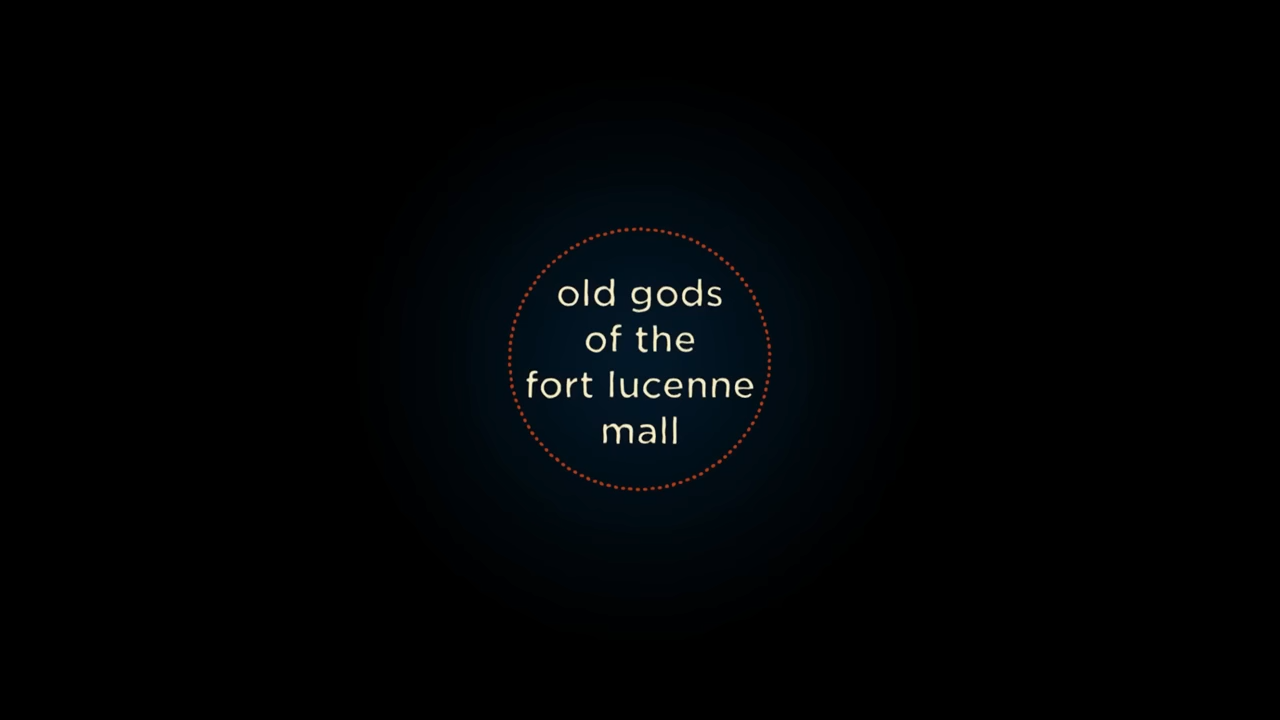 old gods
of the
fort lucenne
mall